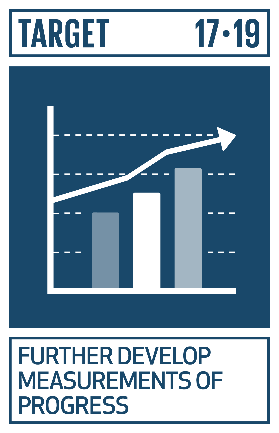 TARGET 17·19
FURTHER DEVELOP
MEASUREMENTS OF
PROGRESS